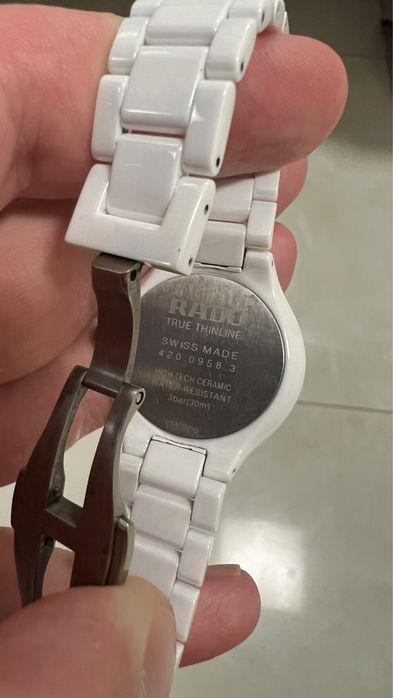 RADO
TRUE THINLINE
SWISS MADE
420.0958.3
HIGH-TECH CERAMIC
WATER-RESISTANT
3bar(30m)